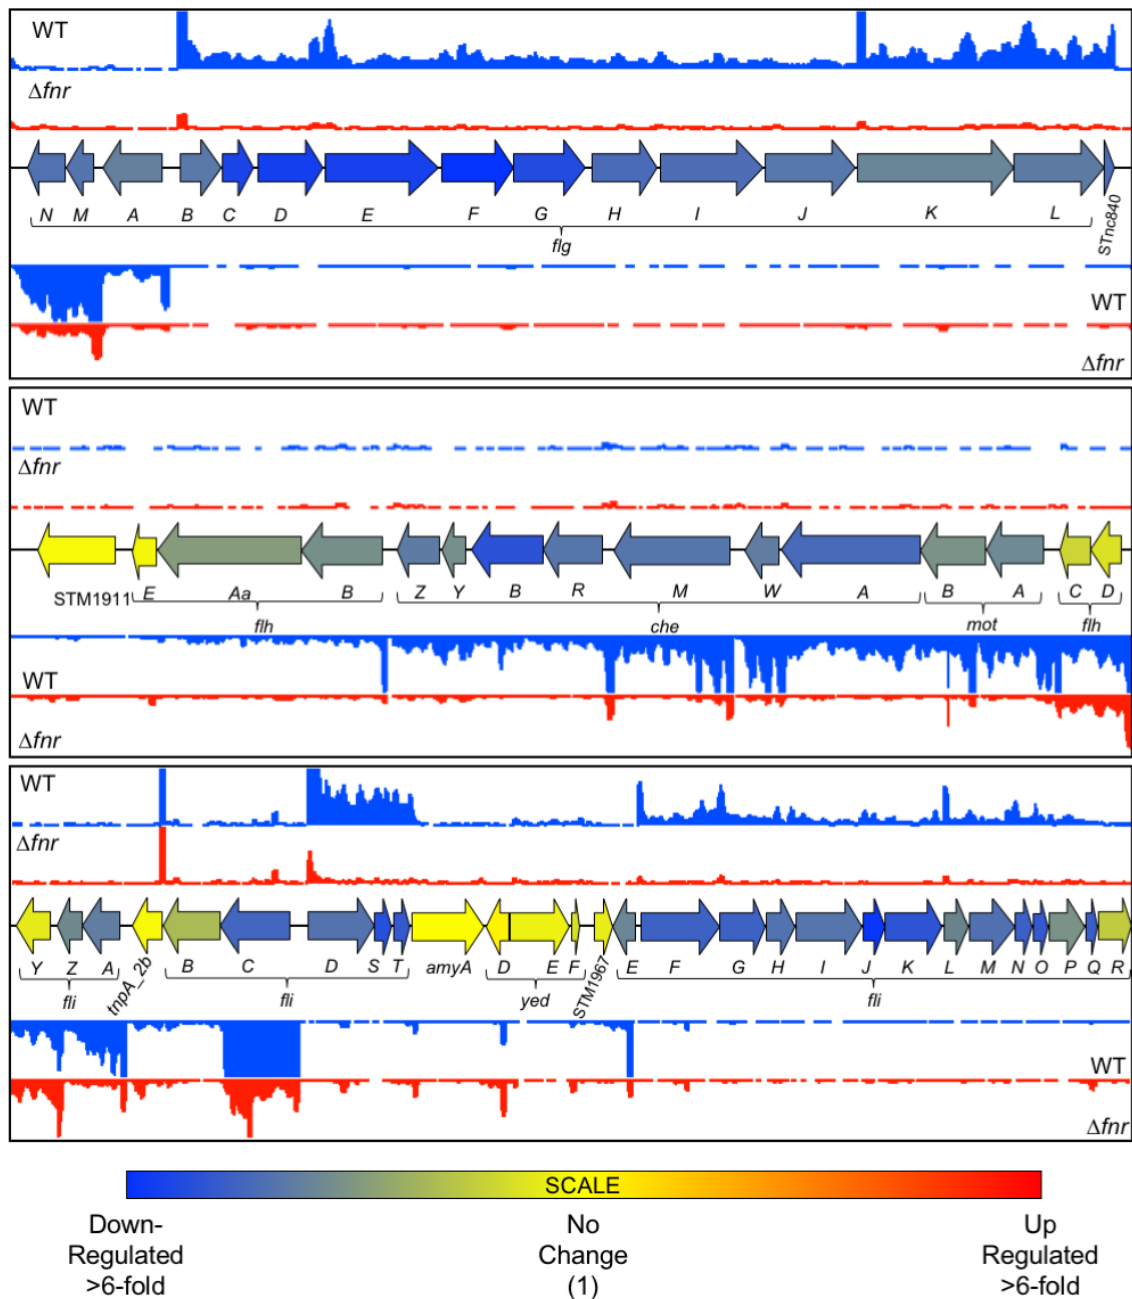 WT
Δfnr
N M A B C D E F G H I J K L STnc840
flg
WT
Δfnr
WT
Δfnr
STM1911 E Aa B Z Y B R M W A B A C D
flh che mot flh
WT
Δfnr
WT
Δfnr
Y Z A tnpA_2b B C D S T amyA D E F STM1967 E F G H I J K L M N O P Q R
fli fli yed fli
WT
Δfnr
SCALE
Down-
Regulated
>6-fold
No
Change
(1)
Up
Regulated
>6-fold